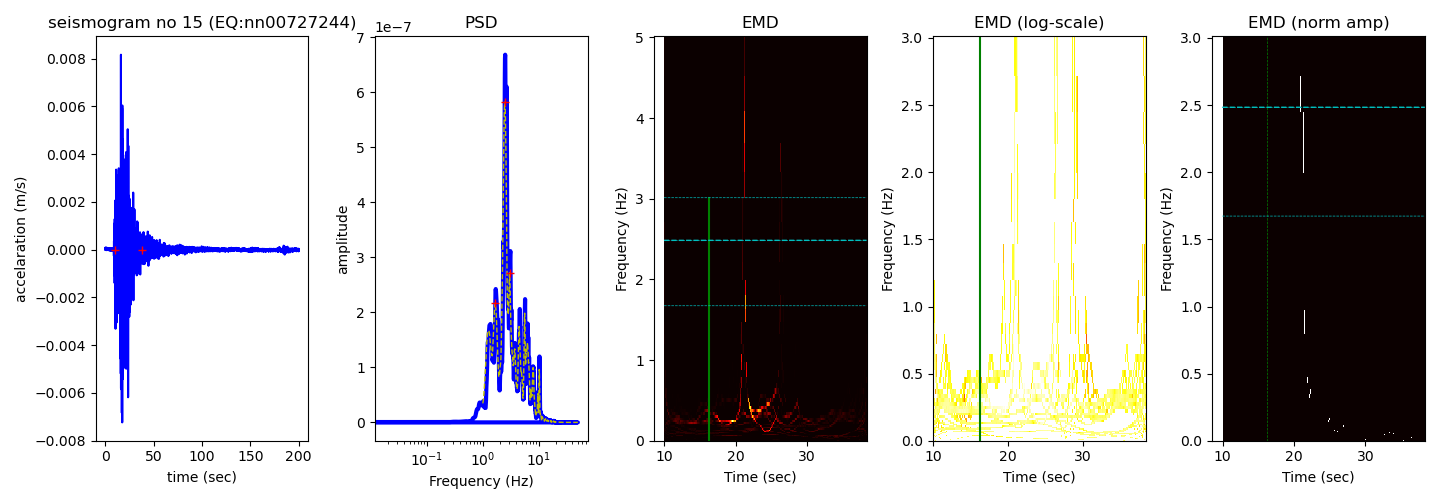 seismogram no 15 (EQ:nn00727244)
accelaration (m/s)
0.008
0.006
0.004
0.002
0.000
−0.002
−0.004
−0.006
−0.008
0 50 100 150 200
time (sec)
PSD
1e−7
amplitude
7
6
5
4
3
2
1
0
10⁻¹ 10⁰ 10¹
Frequency (Hz)
EMD
Frequency (Hz)
5
4
3
2
1
0
10 20 30
Time (sec)
EMD (log-scale)
Frequency (Hz)
3.0
2.5
2.0
1.5
1.0
0.5
0.0
10 20 30
Time (sec)
EMD (norm amp)
Frequency (Hz)
3.0
2.5
2.0
1.5
1.0
0.5
0.0
10 20 30
Time (sec)